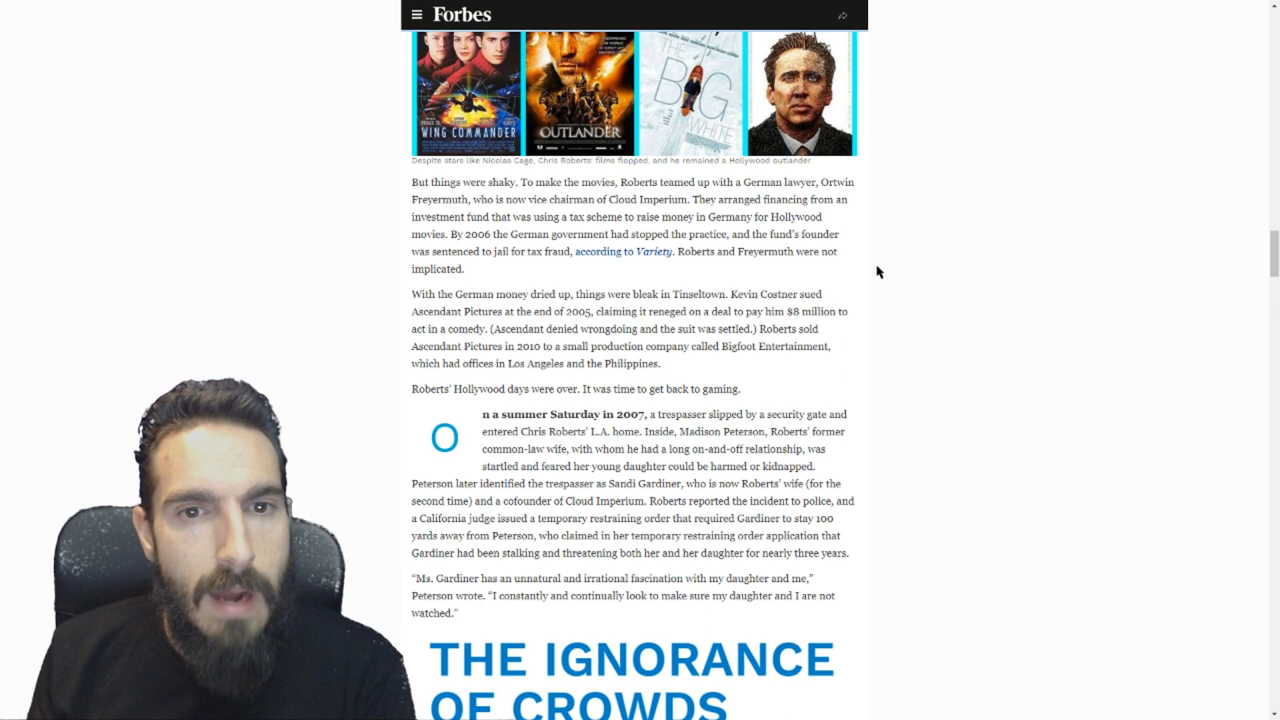 Forbes
WING COMMANDER
OUTLANDER
THE
BIG
WHITE
Despite stars like Nicolas Cage, Chris Roberts' films flopped, and he remained a Hollywood outlander.
But things were shaky. To make the movies, Roberts teamed up with a German lawyer, Ortwin
Freyermuth, who is now vice chairman of Cloud Imperium. They arranged financing from an
investment fund that was using a tax scheme to raise money in Germany for Hollywood
movies. By 2006 the German government had stopped the practice, and the fund's founder
was sentenced to jail for tax fraud, according to Variety. Roberts and Freyermuth were not
implicated.
With the German money dried up, things were bleak in Tinseltown. Kevin Costner sued
Ascendant Pictures at the end of 2005, claiming it reneged on a deal to pay him $8 million to
act in a comedy. (Ascendant denied wrongdoing and the suit was settled.) Roberts sold
Ascendant Pictures in 2010 to a small production company called Bigfoot Entertainment,
which had offices in Los Angeles and the Philippines.
Roberts' Hollywood days were over. It was time to get back to gaming.
On a summer Saturday in 2007, a trespasser slipped by a security gate and
entered Chris Roberts' L.A. home. Inside, Madison Peterson, Roberts' former
common-law wife, with whom he had a long on-and-off relationship, was
startled and feared her young daughter could be harmed or kidnapped.
Peterson later identified the trespasser as Sandi Gardiner, who is now Roberts' wife (for the
second time) and a cofounder of Cloud Imperium. Roberts reported the incident to police, and
a California judge issued a temporary restraining order that required Gardiner to stay 100
yards away from Peterson, who claimed in her temporary restraining order application that
Gardiner had been stalking and threatening both her and her daughter for nearly three years.
"Ms. Gardiner has an unnatural and irrational fascination with my daughter and me,"
Peterson wrote. "I constantly and continually look to make sure my daughter and I are not
watched."
THE IGNORANCE
OF CROWDS